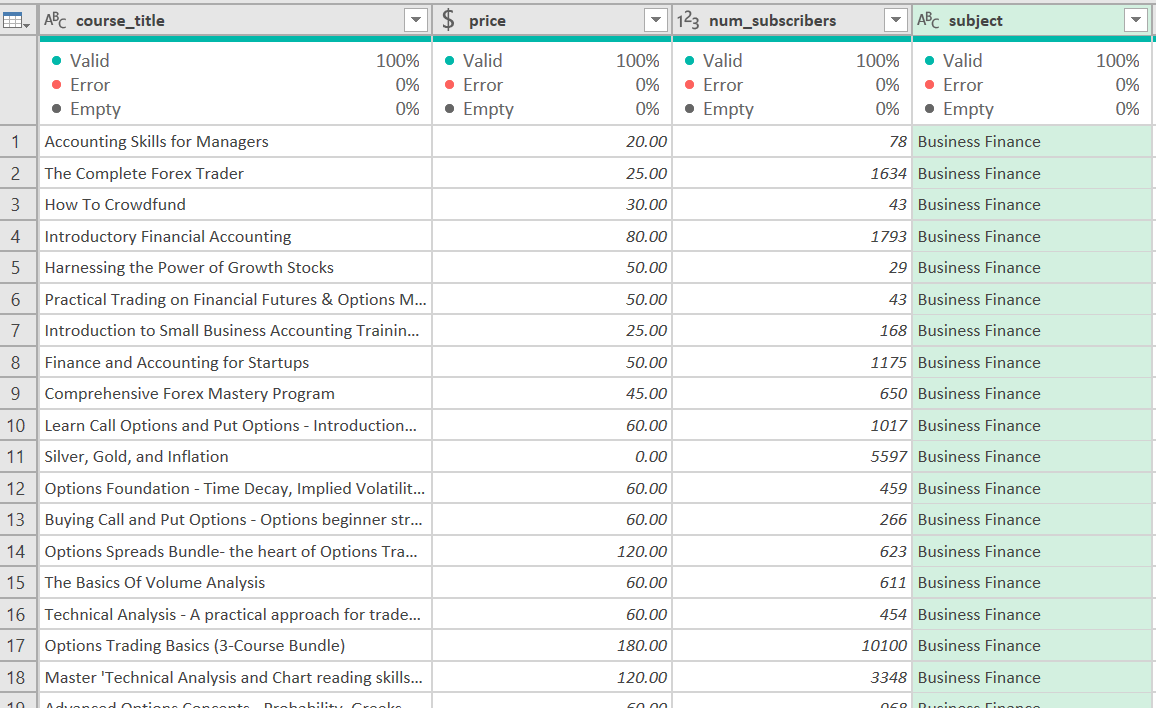 ABC course_title $ price 123 num_subscribers ABC subject
Valid 100% Valid 100% Valid 100% Valid 100%
Error 0% Error 0% Error 0% Error 0%
Empty 0% Empty 0% Empty 0% Empty 0%
1 Accounting Skills for Managers 20.00 78 Business Finance
2 The Complete Forex Trader 25.00 1634 Business Finance
3 How To Crowdfund 30.00 43 Business Finance
4 Introductory Financial Accounting 80.00 1793 Business Finance
5 Harnessing the Power of Growth Stocks 50.00 29 Business Finance
6 Practical Trading on Financial Futures & Options M... 50.00 43 Business Finance
7 Introduction to Small Business Accounting Trainin... 25.00 168 Business Finance
8 Finance and Accounting for Startups 50.00 1175 Business Finance
9 Comprehensive Forex Mastery Program 45.00 650 Business Finance
10 Learn Call Options and Put Options - Introduction... 60.00 1017 Business Finance
11 Silver, Gold, and Inflation 0.00 5597 Business Finance
12 Options Foundation - Time Decay, Implied Volatilit... 60.00 459 Business Finance
13 Buying Call and Put Options - Options beginner str... 60.00 266 Business Finance
14 Options Spreads Bundle- the heart of Options Tra... 120.00 623 Business Finance
15 The Basics Of Volume Analysis 60.00 611 Business Finance
16 Technical Analysis - A practical approach for trade... 60.00 454 Business Finance
17 Options Trading Basics (3-Course Bundle) 180.00 10100 Business Finance
18 Master 'Technical Analysis and Chart reading skills... 120.00 3348 Business Finance
19 Advanced Options Concepts - Probability, Greeks... 60.00 968 Business Finance